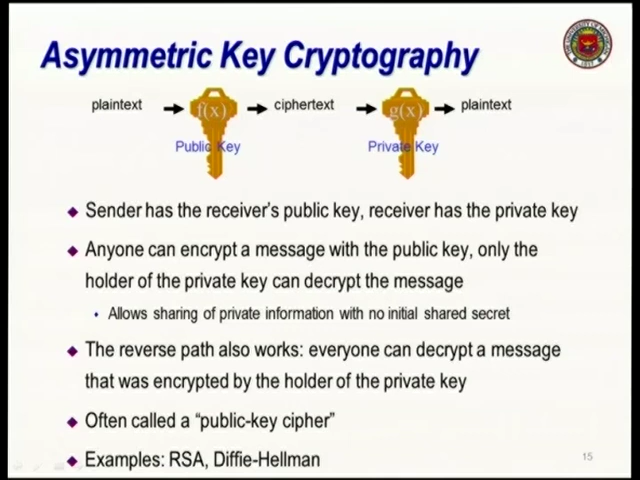 Asymmetric Key Cryptography
plaintext f(x) ciphertext g(x) plaintext
Public Key Private Key
Sender has the receiver's public key, receiver has the private key
Anyone can encrypt a message with the public key, only the
holder of the private key can decrypt the message
Allows sharing of private information with no initial shared secret
The reverse path also works: everyone can decrypt a message
that was encrypted by the holder of the private key
Often called a "public-key cipher"
Examples: RSA, Diffie-Hellman
15